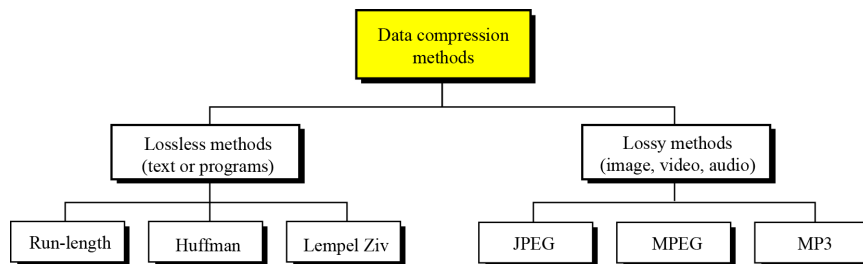 Data compression
methods
Lossless methods
(text or programs)
Lossy methods
(image, video, audio)
Run-length
Huffman
Lempel Ziv
JPEG
MPEG
MP3